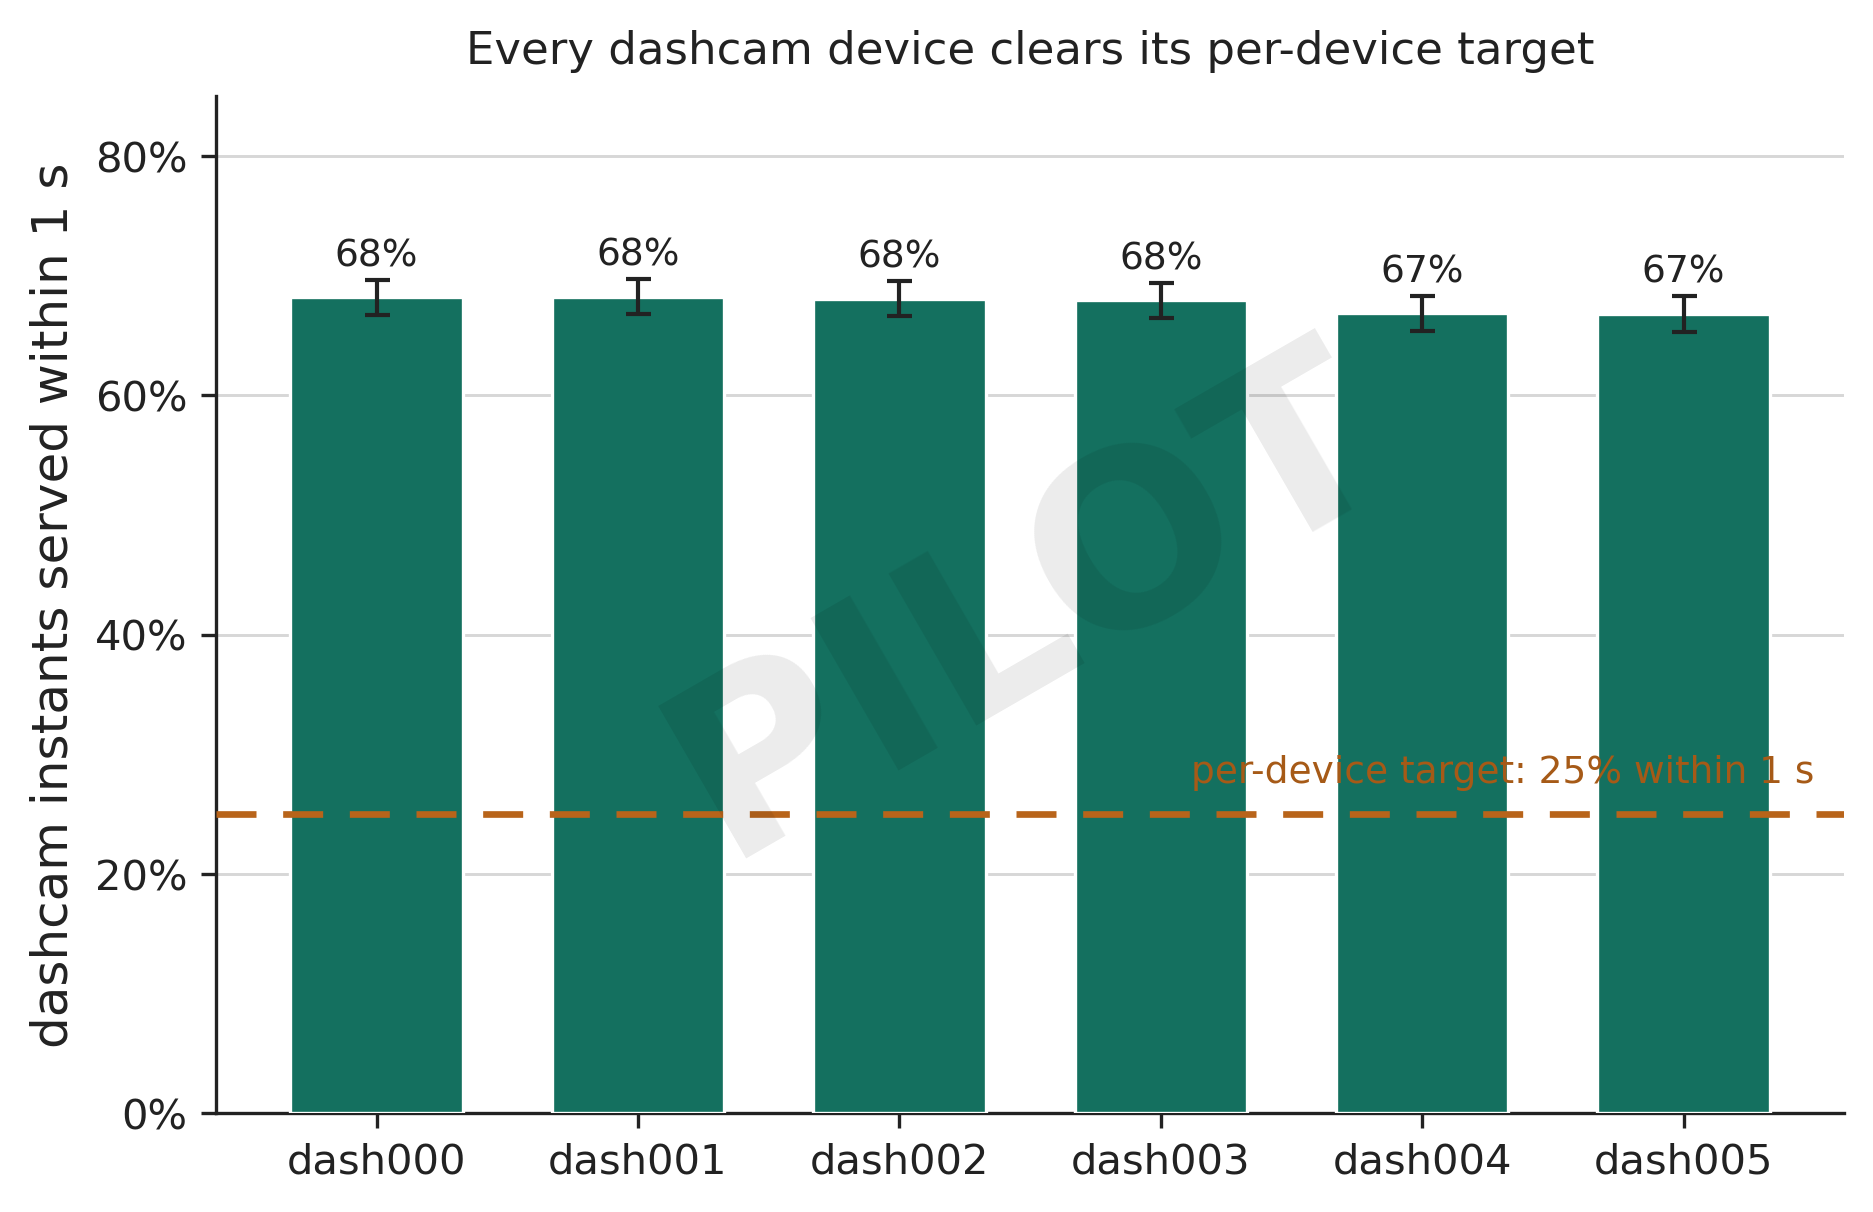 Every dashcam device clears its per-device target
dashcam instants served within 1 s
80%
60%
40%
20%
0%
68%
68%
68%
68%
67%
67%
PILOT
per-device target: 25% within 1 s
dash000
dash001
dash002
dash003
dash004
dash005